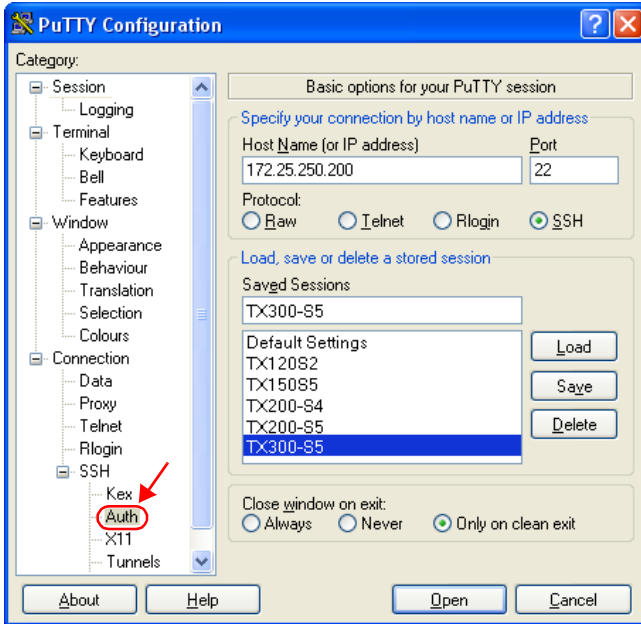 PuTTY Configuration
Category:
Session
Logging
Terminal
Keyboard
Bell
Features
Window
Appearance
Behaviour
Translation
Selection
Colours
Connection
Data
Proxy
Telnet
Rlogin
SSH
Kex
Auth
X11
Tunnels
Basic options for your PuTTY session
Specify your connection by host name or IP address
Host Name (or IP address) Port
172.25.250.200 22
Protocol:
Raw Telnet Rlogin SSH
Load, save or delete a stored session
Saved Sessions
TX300-S5
Default Settings
TX120S2
TX150S5
TX200-S4
TX200-S5
TX300-S5
Load
Save
Delete
Close window on exit:
Always Never Only on clean exit
About Help Open Cancel